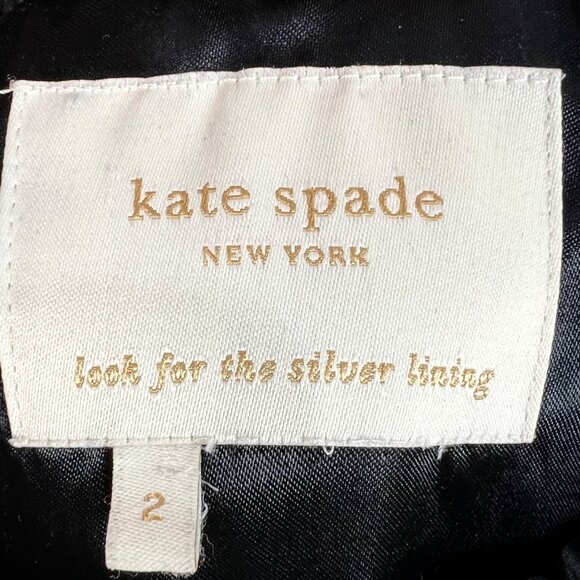 kate spade
NEW YORK
look for the silver lining
2